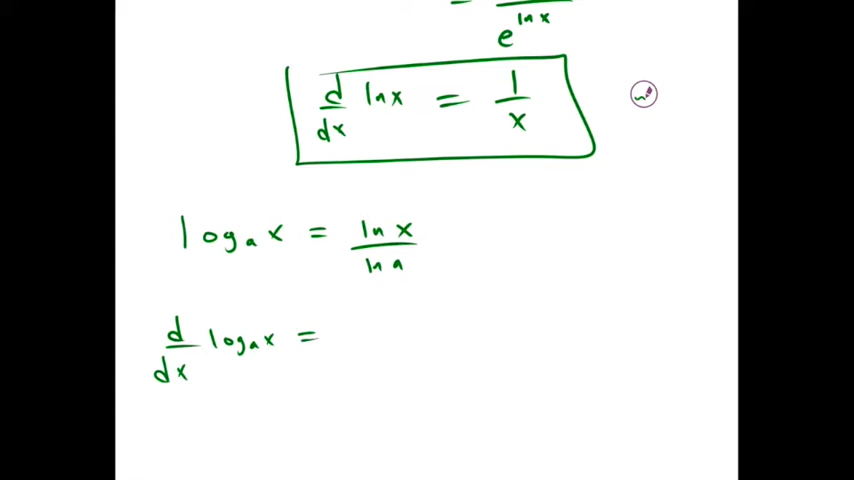 = e^{ln x}
d/dx ln x = 1/x
log_a x = ln x / ln a
d/dx log_a x =